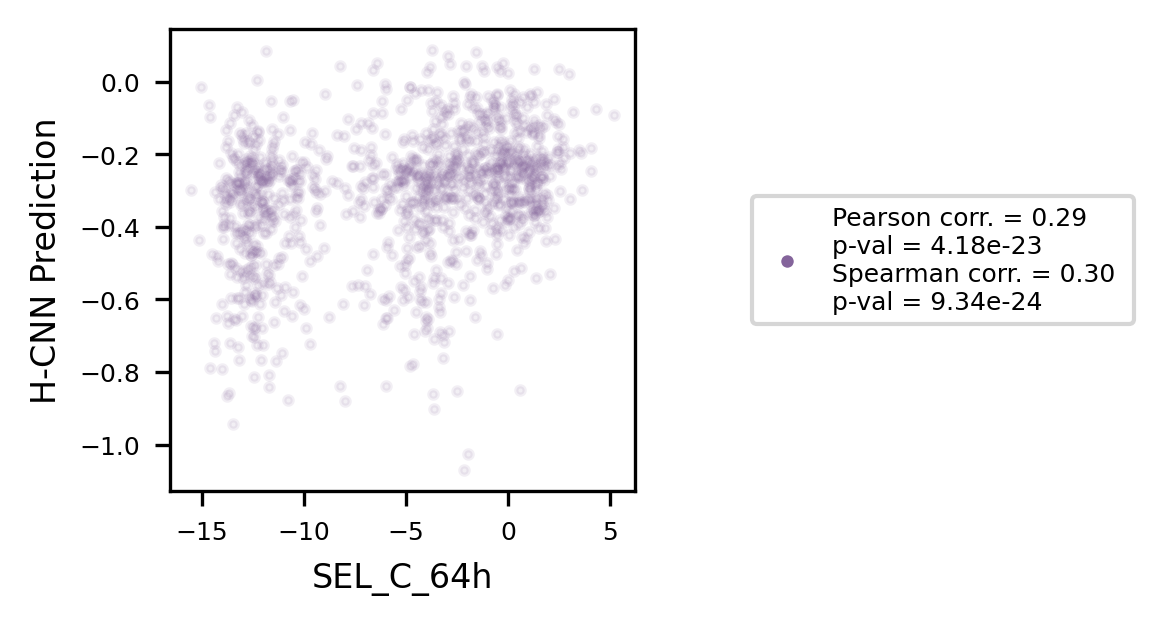 H-CNN Prediction
0.0
−0.2
−0.4
−0.6
−0.8
−1.0
−15
−10
−5
0
5
SEL_C_64h
Pearson corr. = 0.29
p-val = 4.18e-23
Spearman corr. = 0.30
p-val = 9.34e-24